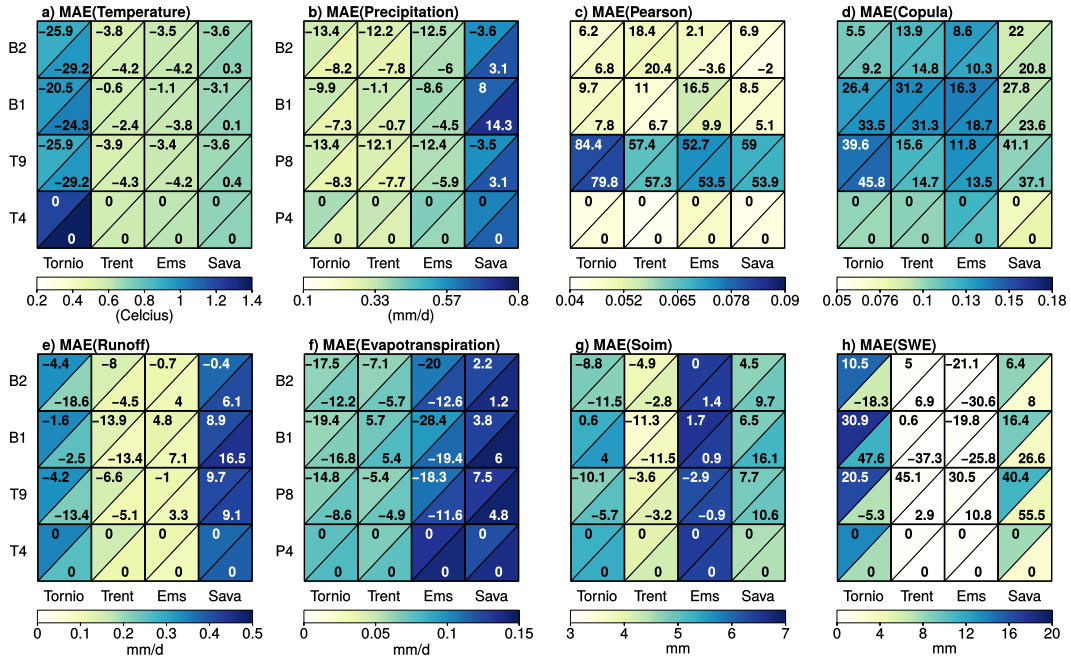 a) MAE(Temperature) b) MAE(Precipitation) c) MAE(Pearson) d) MAE(Copula)
−25.9 −3.8 −3.5 −3.6 −13.4 −12.2 −12.5 −3.6 6.2 18.4 2.1 6.9 5.5 13.9 8.6 22
B2 B2
−29.2 −4.2 −4.2 0.3 −8.2 −7.8 −6 3.1 6.8 20.4 −3.6 −2 9.2 14.8 10.3 20.8
−20.5 −0.6 −1.1 −3.1 −9.9 −1.1 −8.6 8 9.7 11 16.5 8.5 26.4 31.2 16.3 27.8
B1 B1
−24.3 −2.4 −3.8 0.1 −7.3 −0.7 −4.5 14.3 7.8 6.7 9.9 5.1 33.5 31.3 18.7 23.6
−25.9 −3.9 −3.4 −3.6 −13.4 −12.1 −12.4 −3.5 84.4 57.4 52.7 59 39.6 15.6 11.8 41.1
T9 P8
−29.2 −4.3 −4.2 0.4 −8.3 −7.7 −5.9 3.1 79.8 57.3 53.5 53.9 45.8 14.7 13.5 37.1
0 0 0 0 0 0 0 0 0 0 0 0 0 0 0 0
T4 P4
0 0 0 0 0 0 0 0 0 0 0 0 0 0 0 0
Tornio Trent Ems Sava Tornio Trent Ems Sava Tornio Trent Ems Sava Tornio Trent Ems Sava
0.2 0.4 0.6 0.8 1 1.2 1.4 0.1 0.33 0.57 0.8 0.04 0.052 0.065 0.078 0.09 0.05 0.076 0.1 0.13 0.15 0.18
(Celcius) (mm/d)
e) MAE(Runoff) f) MAE(Evapotranspiration) g) MAE(Soim) h) MAE(SWE)
−4.4 −8 −0.7 −0.4 −17.5 −7.1 −20 2.2 −8.8 −4.9 0 4.5 10.5 5 −21.1 6.4
B2 B2
−18.6 −4.5 4 6.1 −12.2 −5.7 −12.6 1.2 −11.5 −2.8 1.4 9.7 −18.3 6.9 −30.6 8
−1.6 −13.9 4.8 8.9 −19.4 5.7 −28.4 3.8 0.6 −11.3 1.7 6.5 30.9 0.6 −19.8 16.4
B1 B1
−2.5 −13.4 7.1 16.5 −16.8 5.4 −19.4 6 4 −11.5 0.9 16.1 47.6 −37.3 −25.8 26.6
−4.2 −6.6 −1 9.7 −14.8 −5.4 −18.3 7.5 −10.1 −3.6 −2.9 7.7 20.5 45.1 30.5 40.4
T9 P8
−13.4 −5.1 3.3 9.1 −8.6 −4.9 −11.6 4.8 −5.7 −3.2 −0.9 10.6 −5.3 2.9 10.8 55.5
0 0 0 0 0 0 0 0 0 0 0 0 0 0 0 0
T4 P4
0 0 0 0 0 0 0 0 0 0 0 0 0 0 0 0
Tornio Trent Ems Sava Tornio Trent Ems Sava Tornio Trent Ems Sava Tornio Trent Ems Sava
0 0.1 0.2 0.3 0.4 0.5 0 0.05 0.1 0.15 3 4 5 6 7 0 4 8 12 16 20
mm/d mm/d mm mm